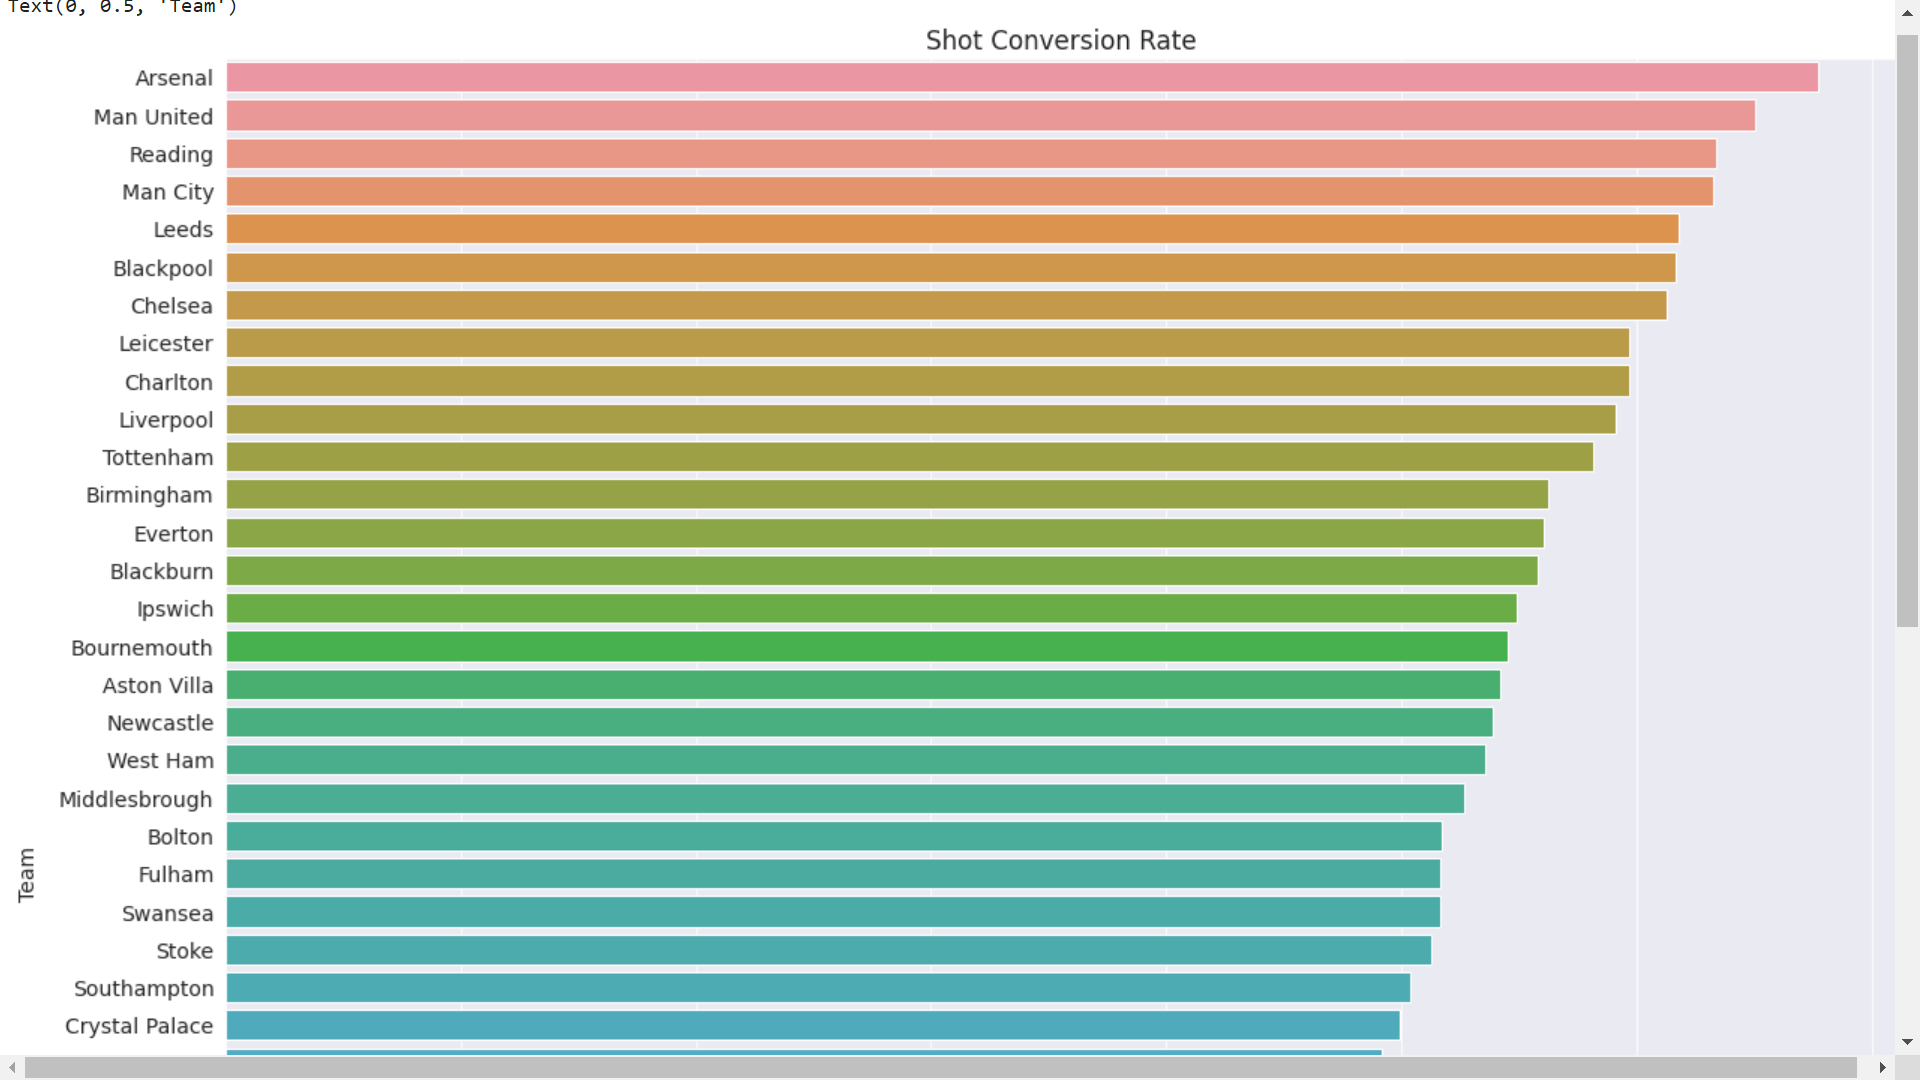 Text(0, 0.5, 'Team')
Shot Conversion Rate
Arsenal
Man United
Reading
Man City
Leeds
Blackpool
Chelsea
Leicester
Charlton
Liverpool
Tottenham
Birmingham
Everton
Blackburn
Ipswich
Bournemouth
Aston Villa
Newcastle
West Ham
Middlesbrough
Bolton
Fulham
Swansea
Stoke
Southampton
Crystal Palace
Team